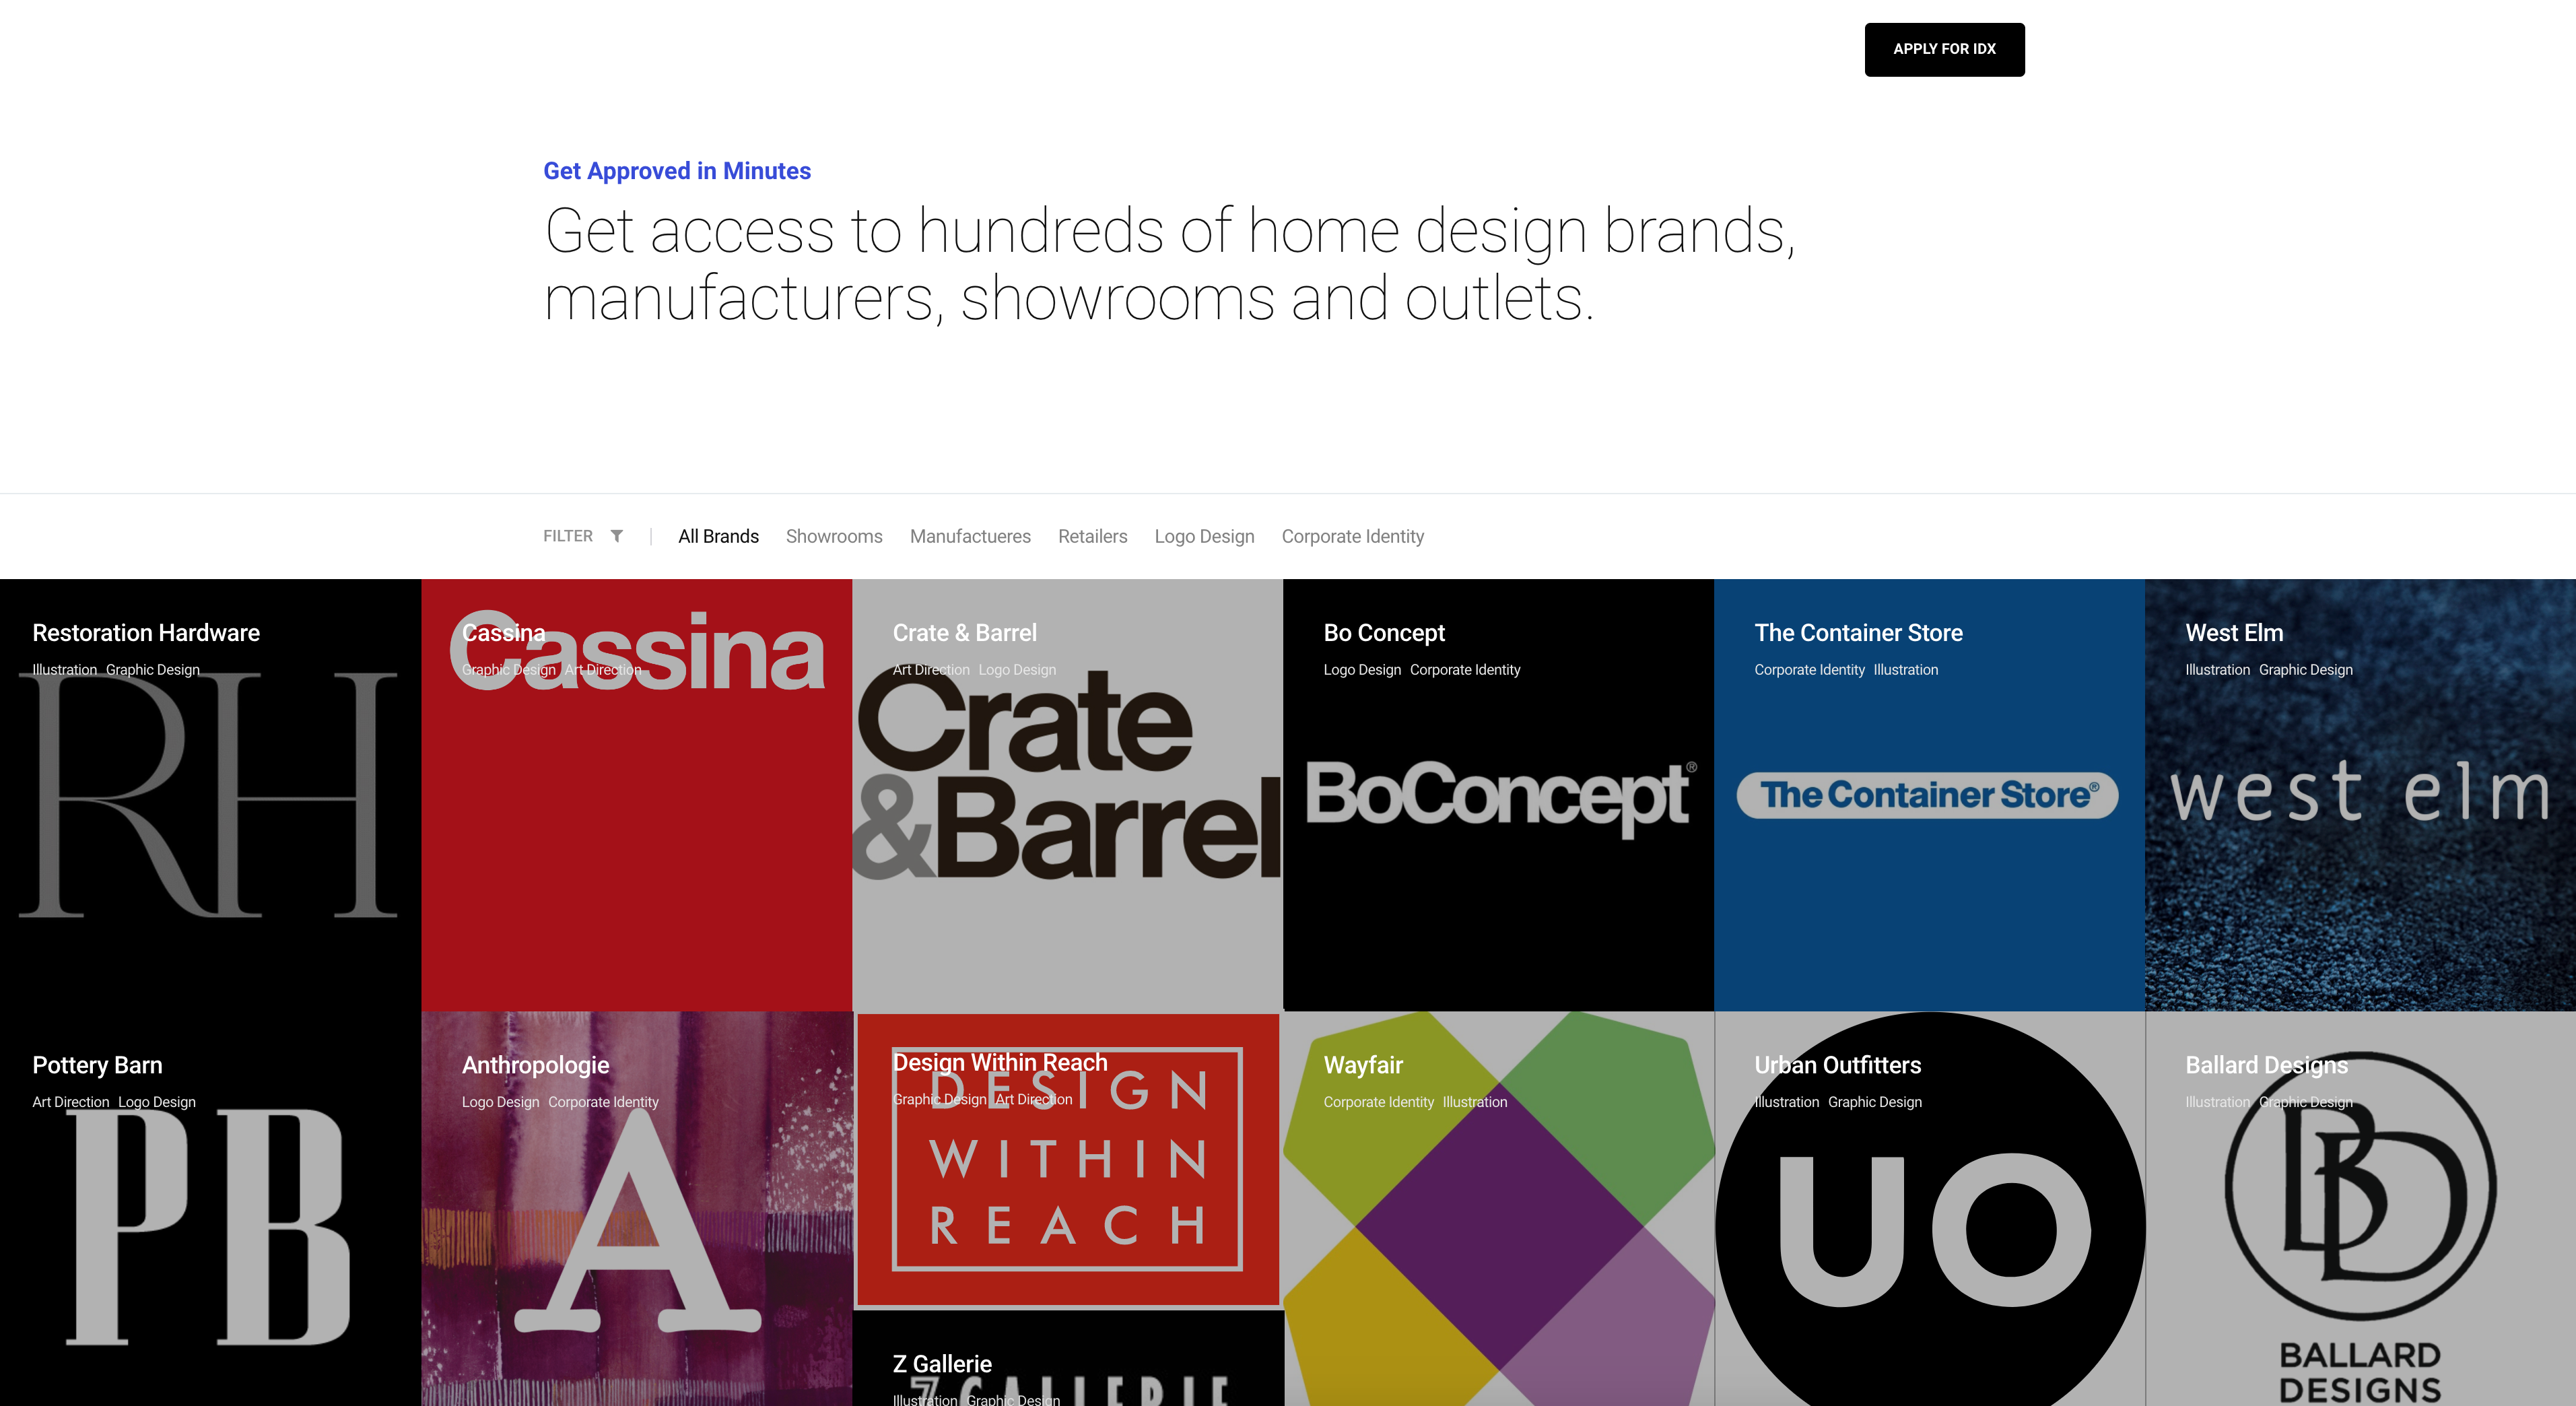 APPLY FOR IDX
Get Approved in Minutes
Get access to hundreds of home design brands,
manufacturers, showrooms and outlets.
FILTER All Brands Showrooms Manufactueres Retailers Logo Design Corporate Identity
Restoration Hardware
Illustration Graphic Design
RH
Cassina
Graphic Design Art Direction
Cassina
Crate & Barrel
Art Direction Logo Design
Crate
&Barrel
Bo Concept
Logo Design Corporate Identity
BoConcept®
The Container Store
Corporate Identity Illustration
The Container Store®
West Elm
Illustration Graphic Design
west elm
Pottery Barn
Art Direction Logo Design
PB
Anthropologie
Logo Design Corporate Identity
A
Design Within Reach
Graphic Design Art Direction
DESIGN
WITHIN
REACH
Z Gallerie
Illustration Graphic Design
Z GALLERIE
Wayfair
Corporate Identity Illustration
Urban Outfitters
Illustration Graphic Design
UO
Ballard Designs
Illustration Graphic Design
BD
BALLARD
DESIGNS